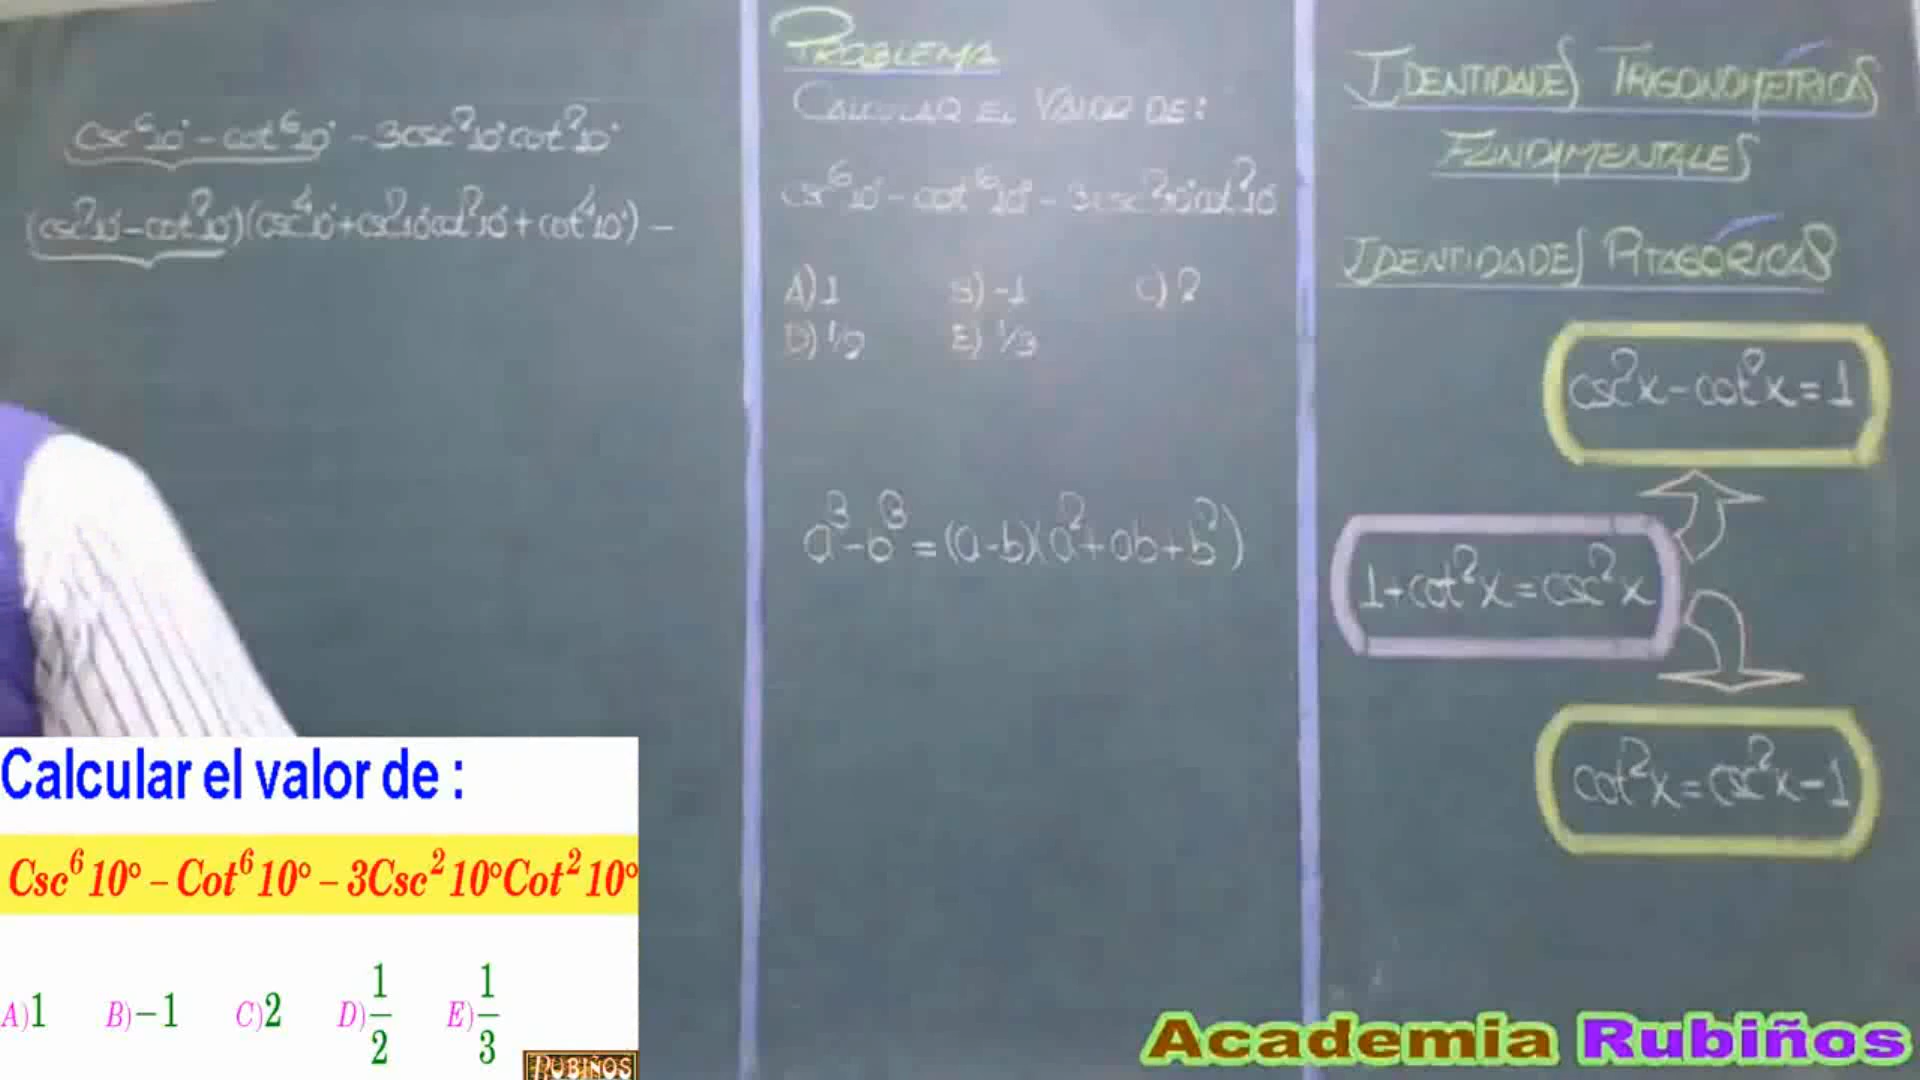 csc⁶10° - cot⁶10° - 3csc²10°cot²10°
(csc²10° - cot²10°)(csc⁴10° + csc²10°cot²10° + cot⁴10°) -
PROBLEMA
CALCULAR EL VALOR DE:
csc⁶10° - cot⁶10° - 3csc²10°cot²10°
A) 1 B) -1 C) 2
D) 1/2 E) 1/3
a³-b³ = (a-b)(a²+ab+b²)
IDENTIDADES TRIGONOMÉTRICAS
FUNDAMENTALES
IDENTIDADES PITAGÓRICAS
csc²x - cot²x = 1
1+cot²x = csc²x
cot²x = csc²x - 1
Calcular el valor de :
Csc⁶10° - Cot⁶10° - 3Csc²10°Cot²10°
A)1 B)-1 C)2 D)1/2 E)1/3
RUBIÑOS
Academia Rubiños